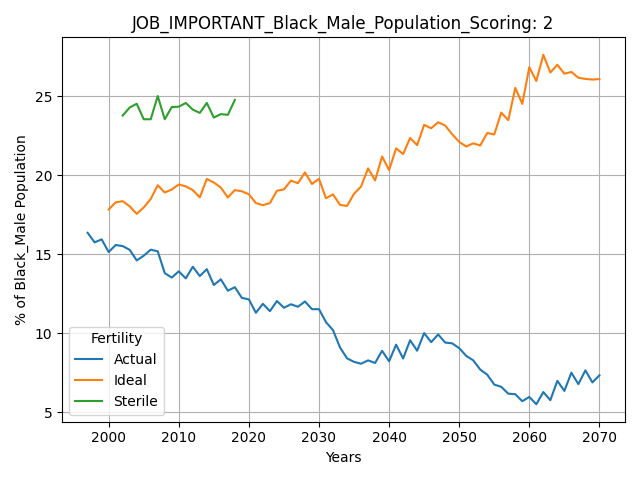 JOB_IMPORTANT_Black_Male_Population_Scoring: 2
% of Black_Male Population
25
20
15
10
5
Fertility
Actual
Ideal
Sterile
2000 2010 2020 2030 2040 2050 2060 2070
Years